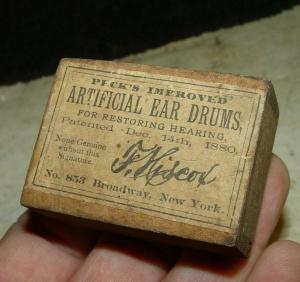 PECK'S IMPROVED
ARTIFICIAL EAR DRUMS,
FOR RESTORING HEARING,
Patented Dec. 14th, 1880.
None Genuine
without this
Signature.
F. Hiscox
No. 853 Broadway, New York.